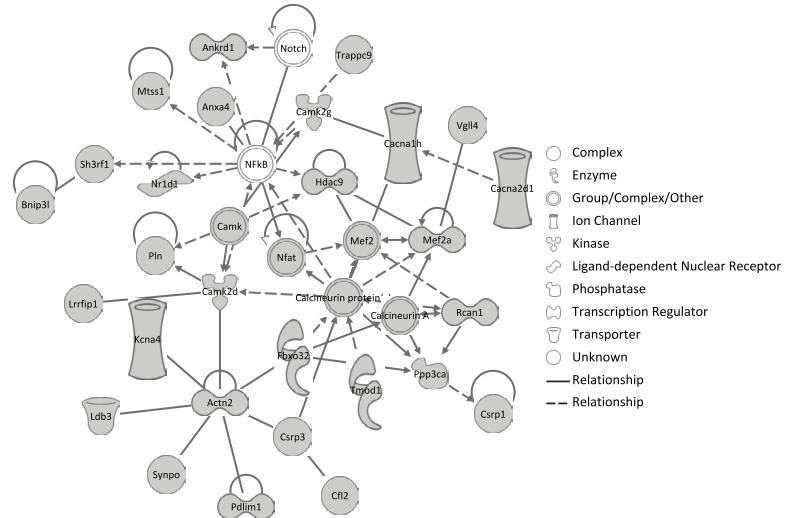 Ankrd1
Notch
Trappc9
Mtss1
Anxa4
Camk2g
Cacna1h
Vgll4
Sh3rf1
NFkB
Nr1d1
Hdac9
Cacna2d1
Bnip3l
Camk
Pln
Nfat
Mef2
Mef2a
Lrrfip1
Camk2d
Calcineurin protein
Calcineurin A
Rcan1
Kcna4
Fbxo32
Tmod1
Ppp3ca
Ldb3
Actn2
Csrp1
Csrp3
Synpo
Pdlim1
Cfl2
Complex
Enzyme
Group/Complex/Other
Ion Channel
Kinase
Ligand-dependent Nuclear Receptor
Phosphatase
Transcription Regulator
Transporter
Unknown
Relationship
Relationship